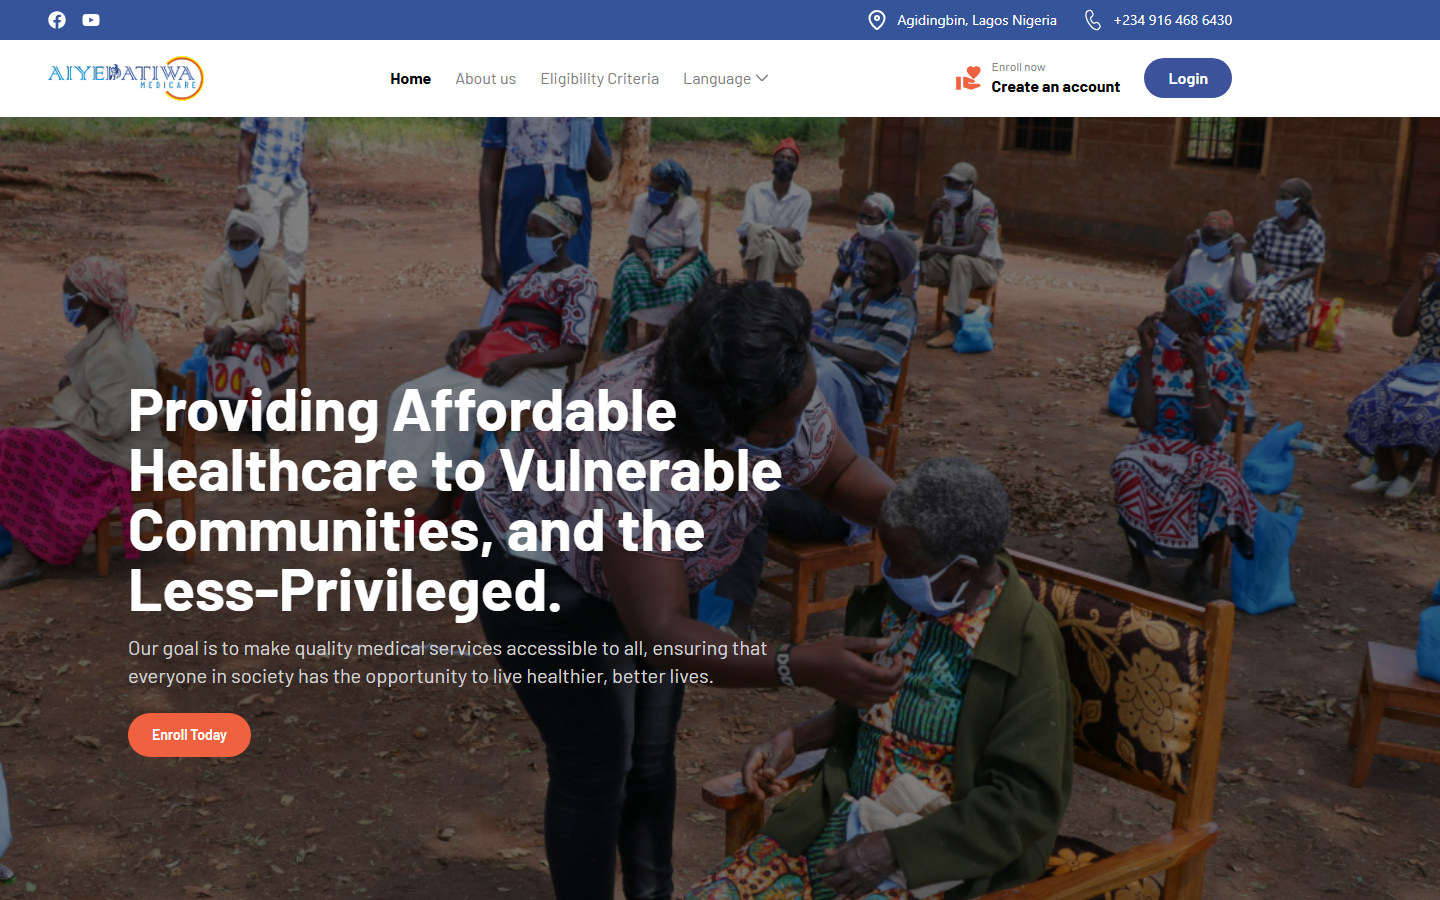 Agidingbin, Lagos Nigeria
+234 916 468 6430
AIYEDATIWA
MEDICARE
Home
About us
Eligibility Criteria
Language
Enroll now
Create an account
Login
Providing Affordable
Healthcare to Vulnerable
Communities, and the
Less-Privileged.
Our goal is to make quality medical services accessible to all, ensuring that
everyone in society has the opportunity to live healthier, better lives.
Enroll Today